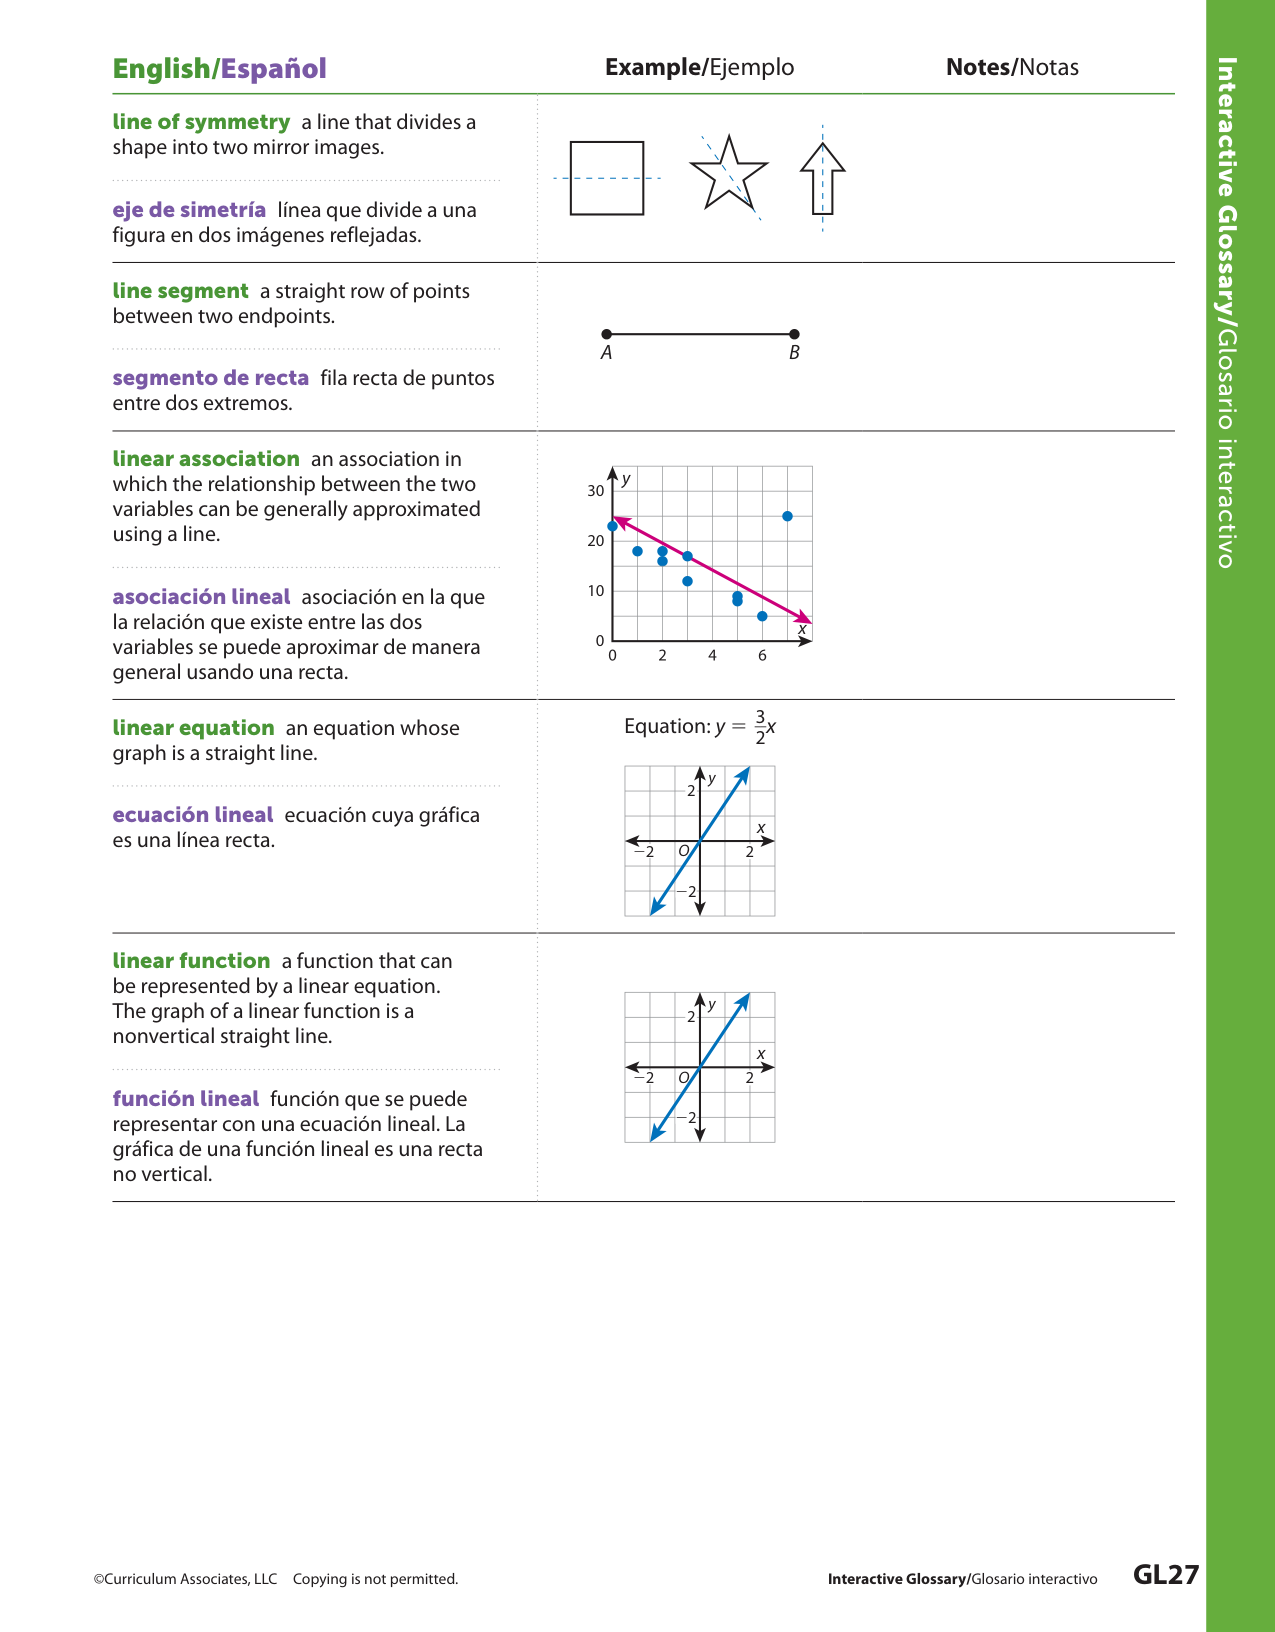 English/Español
Example/Ejemplo
Notes/Notas
line of symmetry a line that divides a
shape into two mirror images.
eje de simetría línea que divide a una
figura en dos imágenes reflejadas.
line segment a straight row of points
between two endpoints.
segmento de recta fila recta de puntos
entre dos extremos.
A
B
linear association an association in
which the relationship between the two
variables can be generally approximated
using a line.
asociación lineal asociación en la que
la relación que existe entre las dos
variables se puede aproximar de manera
general usando una recta.
y
30
20
10
0
x
0 2 4 6
linear equation an equation whose
graph is a straight line.
ecuación lineal ecuación cuya gráfica
es una línea recta.
Equation: y = 3/2x
y
2
x
−2 O 2
−2
linear function a function that can
be represented by a linear equation.
The graph of a linear function is a
nonvertical straight line.
función lineal función que se puede
representar con una ecuación lineal. La
gráfica de una función lineal es una recta
no vertical.
y
2
x
−2 O 2
−2
©Curriculum Associates, LLC Copying is not permitted.
Interactive Glossary/Glosario interactivo
GL27
Interactive Glossary/Glosario interactivo